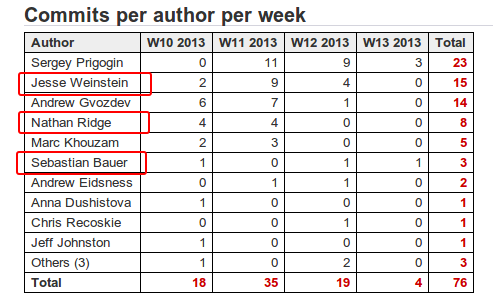 Commits per author per week
Author W10 2013 W11 2013 W12 2013 W13 2013 Total
Sergey Prigogin 0 11 9 3 23
Jesse Weinstein 2 9 4 0 15
Andrew Gvozdev 6 7 1 0 14
Nathan Ridge 4 4 0 0 8
Marc Khouzam 2 3 0 0 5
Sebastian Bauer 1 0 1 1 3
Andrew Eidsness 0 1 1 0 2
Anna Dushistova 1 0 0 0 1
Chris Recoskie 0 0 1 0 1
Jeff Johnston 1 0 0 0 1
Others (3) 1 0 2 0 3
Total 18 35 19 4 76